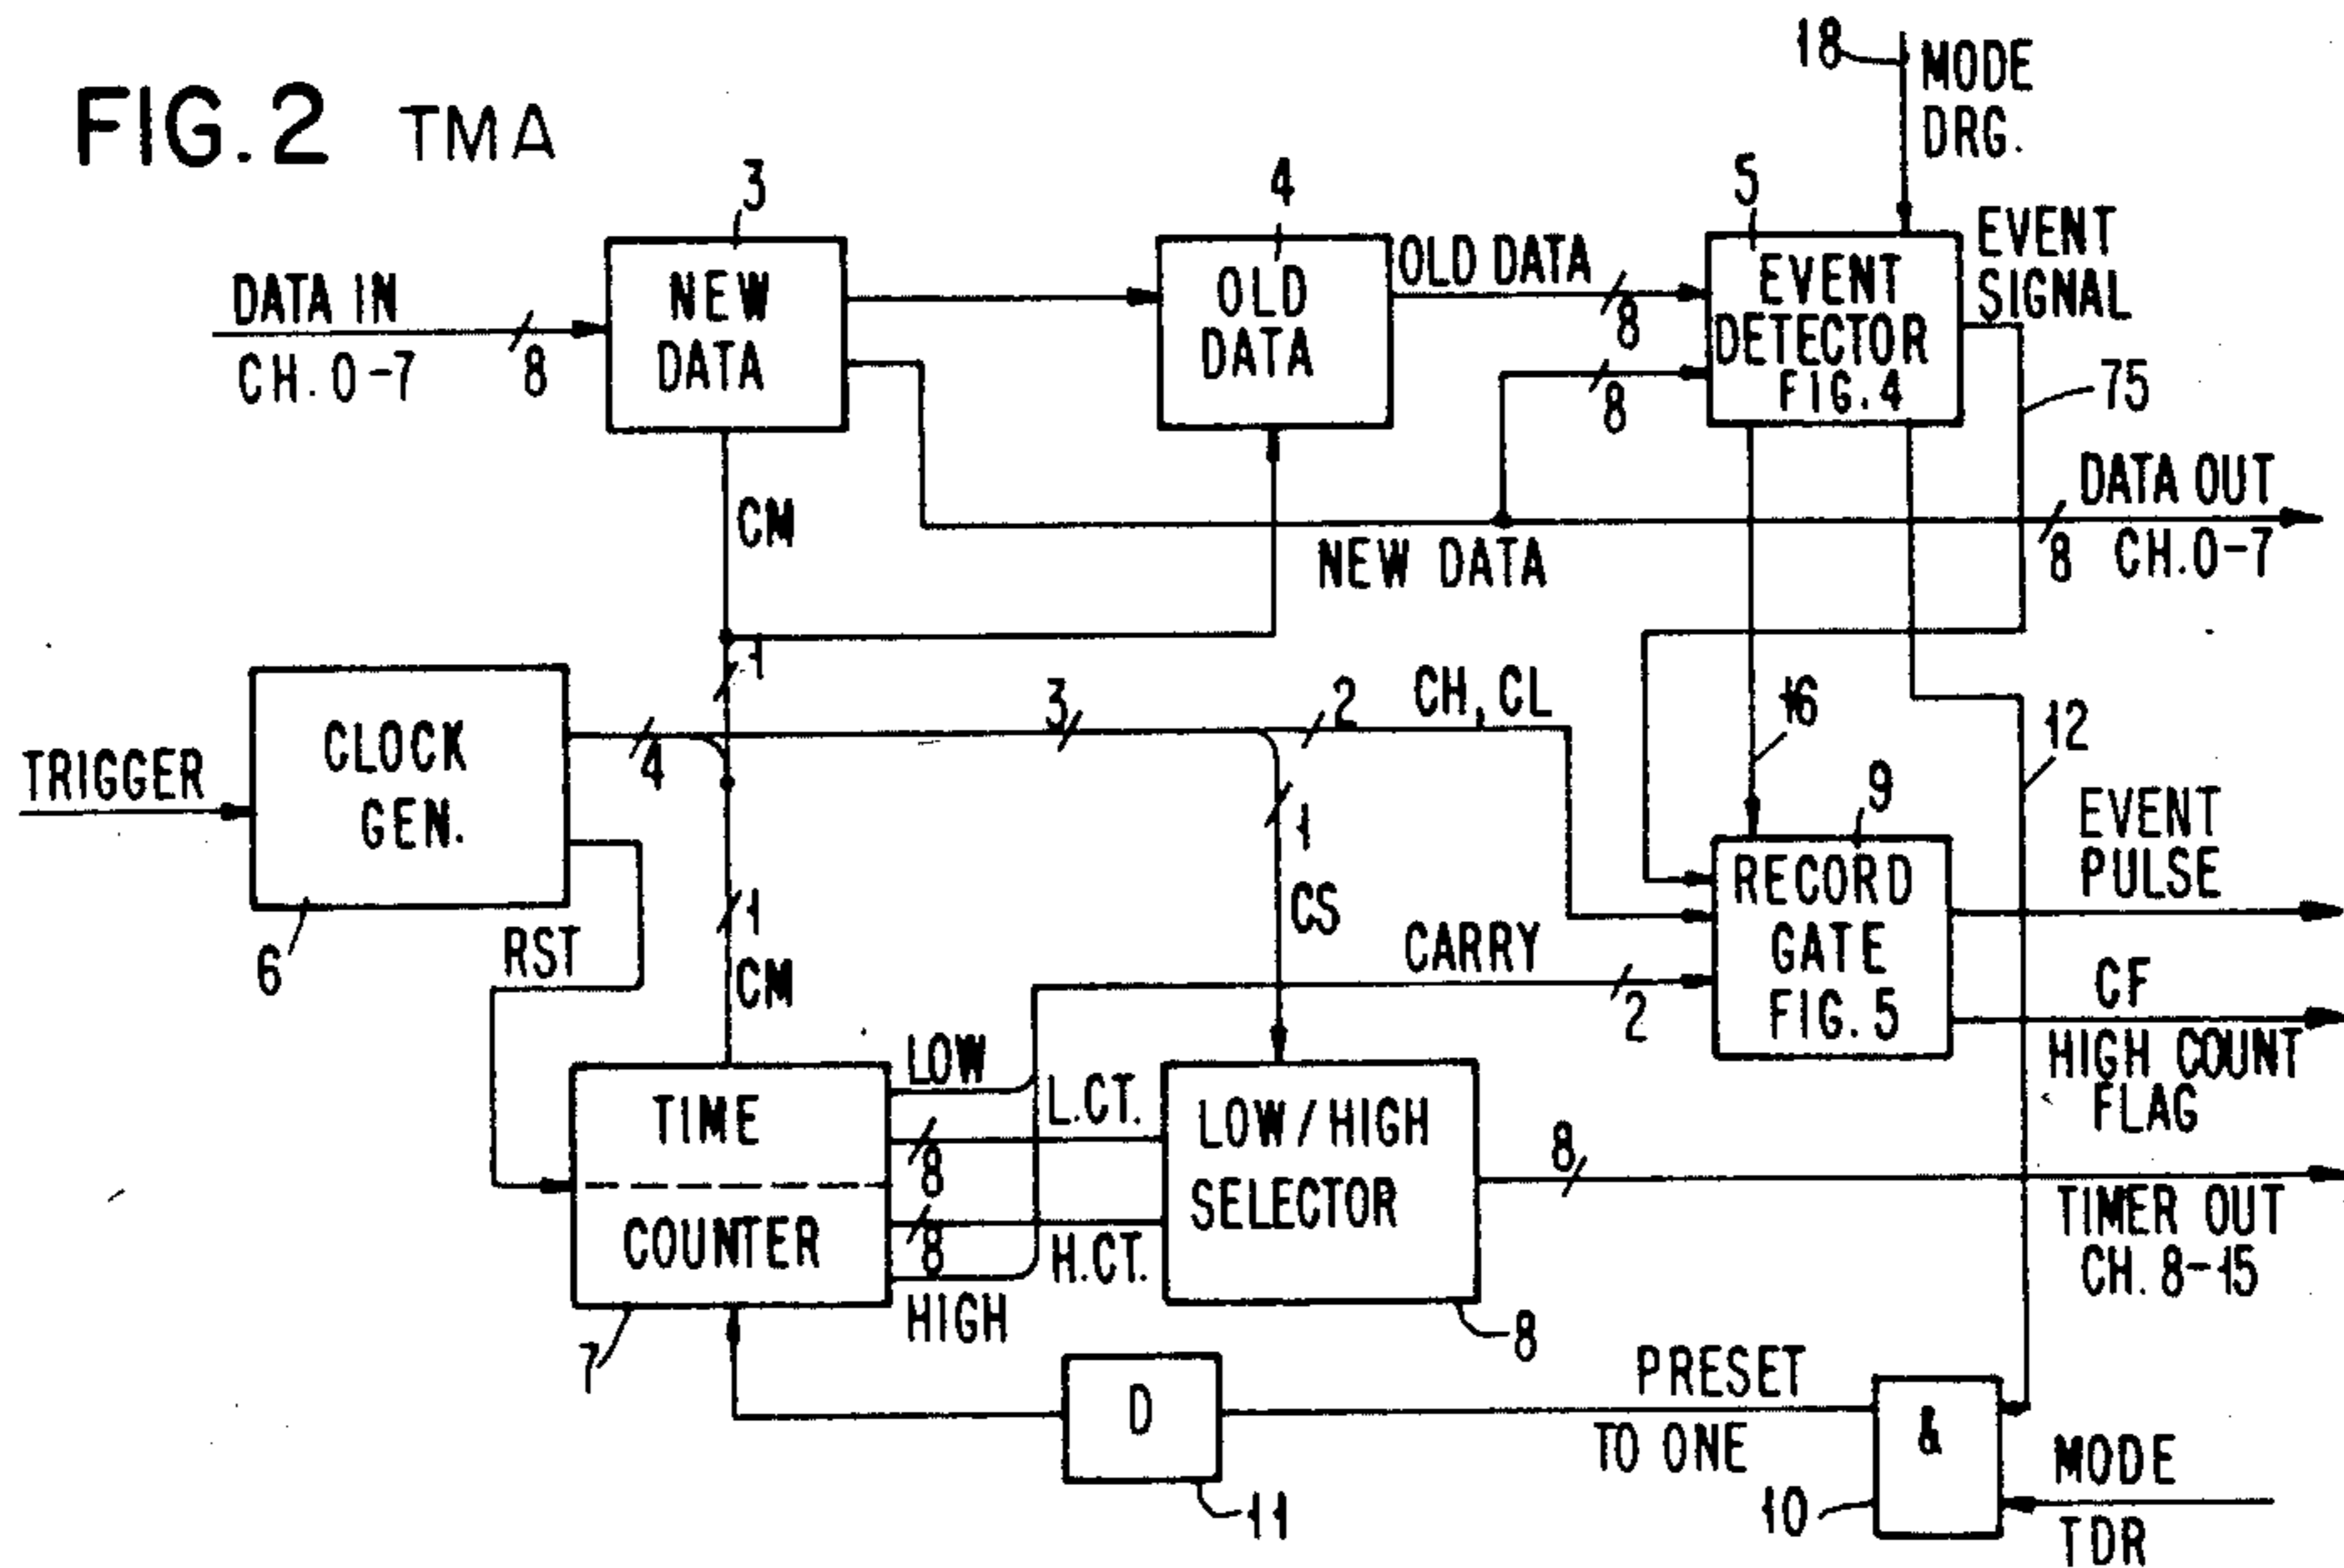 FIG. 2 TMA
18
MODE
DRG.
3
4
5
DATA IN
CH. 0-7
8
NEW
DATA
OLD
DATA
OLD DATA
8
8
EVENT
DETECTOR
FIG. 4
EVENT
SIGNAL
75
CM
NEW DATA
DATA OUT
8
CH. 0-7
1
TRIGGER
CLOCK
GEN.
6
4
3
2
CH, CL
16
12
1
CS
RST
1
CM
CARRY
2
9
RECORD
GATE
FIG. 5
EVENT
PULSE
CF
HIGH COUNT
FLAG
TIME
COUNTER
7
LOW
8
L.CT.
8
H.CT.
HIGH
LOW / HIGH
SELECTOR
8
8
TIMER OUT
CH. 8-15
D
11
PRESET
TO ONE
&
10
MODE
TDR